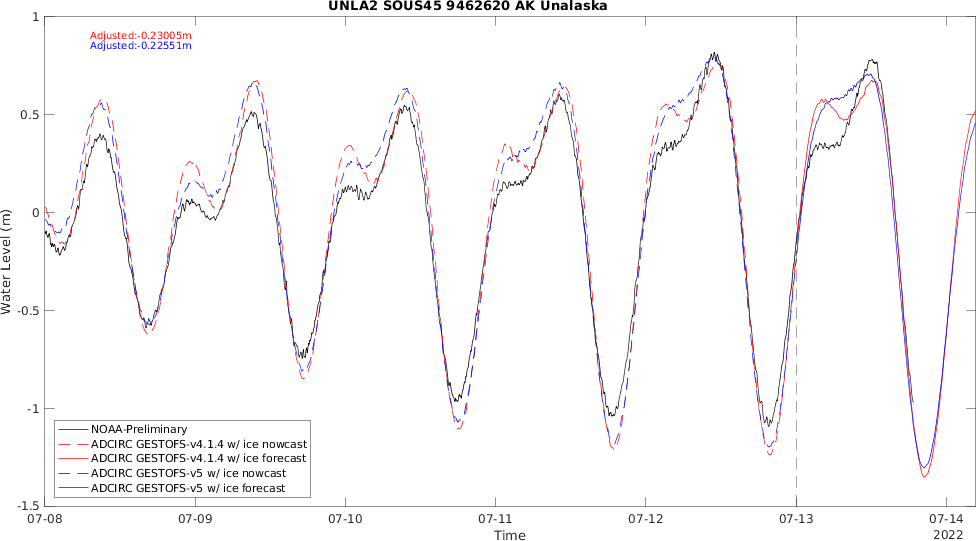 UNLA2 SOUS45 9462620 AK Unalaska
Adjusted:-0.23005m
Adjusted:-0.22551m
1
0.5
0
-0.5
-1
-1.5
Water Level (m)
NOAA-Preliminary
ADCIRC GESTOFS-v4.1.4 w/ ice nowcast
ADCIRC GESTOFS-v4.1.4 w/ ice forecast
ADCIRC GESTOFS-v5 w/ ice nowcast
ADCIRC GESTOFS-v5 w/ ice forecast
07-08 07-09 07-10 07-11 07-12 07-13 07-14
Time
2022